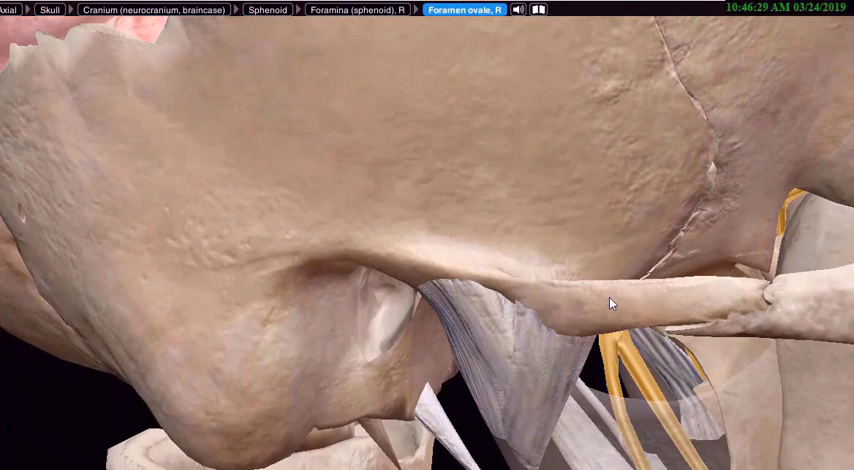 Axial Skull Cranium (neurocranium, braincase) Sphenoid Foramina (sphenoid), R Foramen ovale, R 10:46:29 AM 03/24/2019